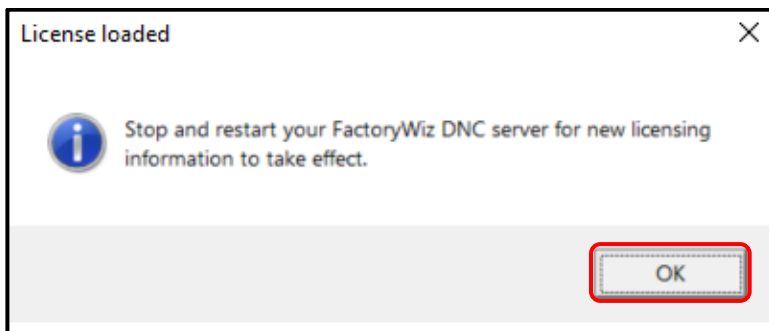 License loaded
Stop and restart your FactoryWiz DNC server for new licensing
information to take effect.
OK